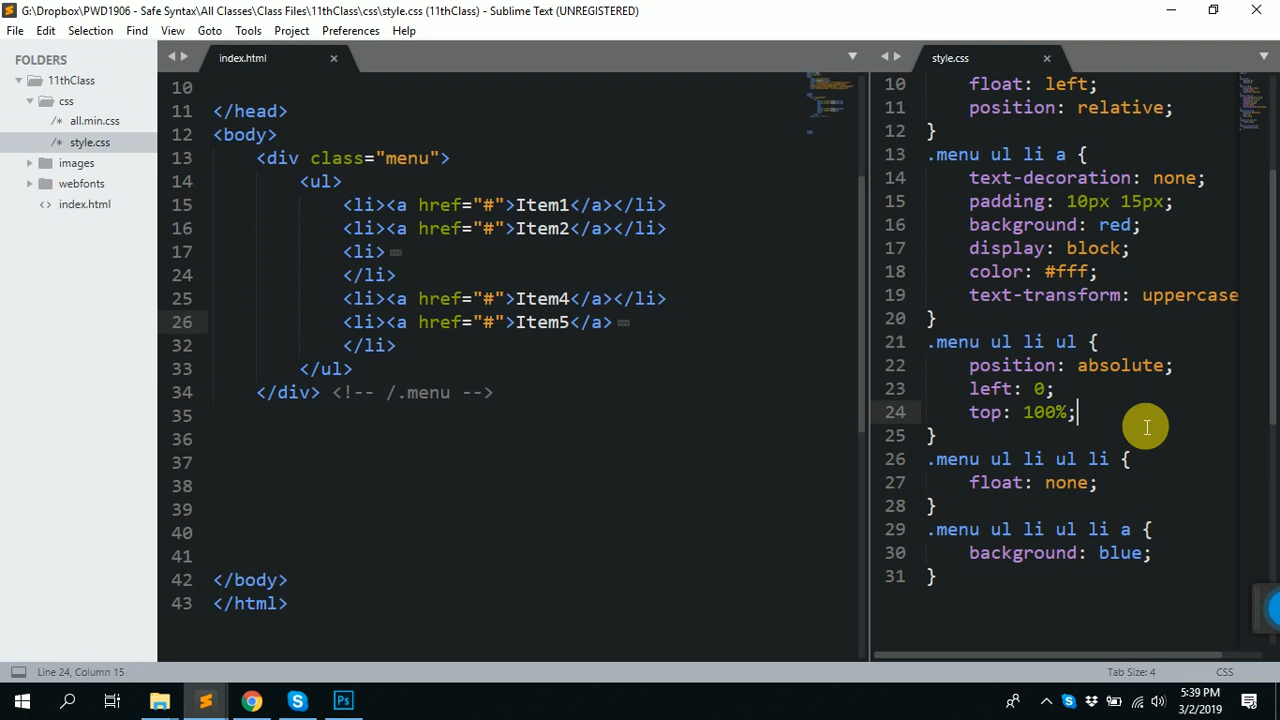 G:\Dropbox\PWD1906 - Safe Syntax\All Classes\Class Files\11thClass\css\style.css (11thClass) - Sublime Text (UNREGISTERED)
File Edit Selection Find View Goto Tools Project Preferences Help
FOLDERS
11thClass
css
/* all.min.css
/* style.css
images
webfonts
<> index.html
index.html
10
11 </head>
12 <body>
13 <div class="menu">
14 <ul>
15 <li><a href="#">Item1</a></li>
16 <li><a href="#">Item2</a></li>
17 <li>
24 </li>
25 <li><a href="#">Item4</a></li>
26 <li><a href="#">Item5</a>
32 </li>
33 </ul>
34 </div> <!-- /.menu -->
35
36
37
38
39
40
41
42 </body>
43 </html>
style.css
10 float: left;
11 position: relative;
12 }
13 .menu ul li a {
14 text-decoration: none;
15 padding: 10px 15px;
16 background: red;
17 display: block;
18 color: #fff;
19 text-transform: uppercase
20 }
21 .menu ul li ul {
22 position: absolute;
23 left: 0;
24 top: 100%;
25 }
26 .menu ul li ul li {
27 float: none;
28 }
29 .menu ul li ul li a {
30 background: blue;
31 }
Line 24, Column 15
Tab Size: 4
CSS
Ps
5:39 PM
3/2/2019